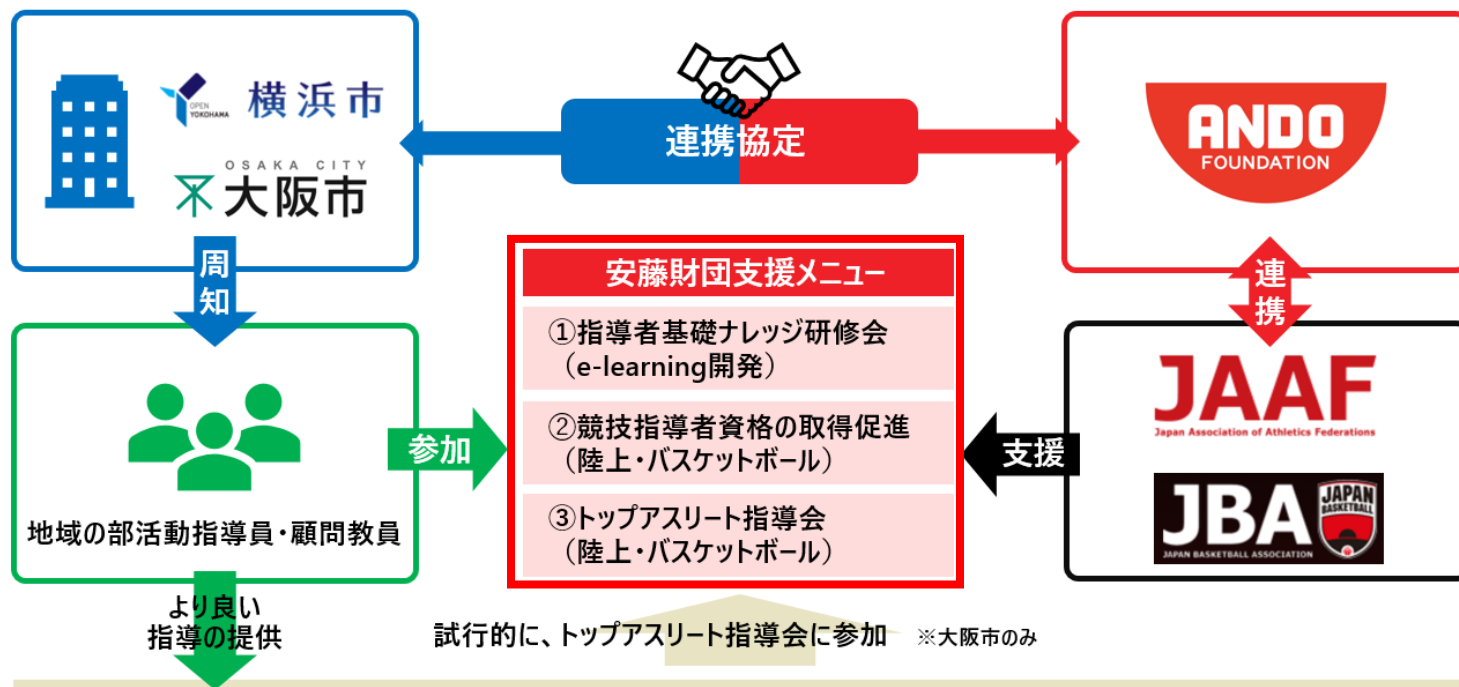 OPEN
YOKOHAMA
横浜市
OSAKA CITY
大阪市
連携協定
ANDO
FOUNDATION
周
知
連
携
安藤財団支援メニュー
①指導者基礎ナレッジ研修会
（e-learning開発）
②競技指導者資格の取得促進
（陸上・バスケットボール）
③トップアスリート指導会
（陸上・バスケットボール）
地域の部活動指導員・顧問教員
参加
支援
JAAF
Japan Association of Athletics Federations
JBA
JAPAN BASKETBALL ASSOCIATION
JAPAN
BASKETBALL
より良い
指導の提供
試行的に、トップアスリート指導会に参加 ※大阪市のみ